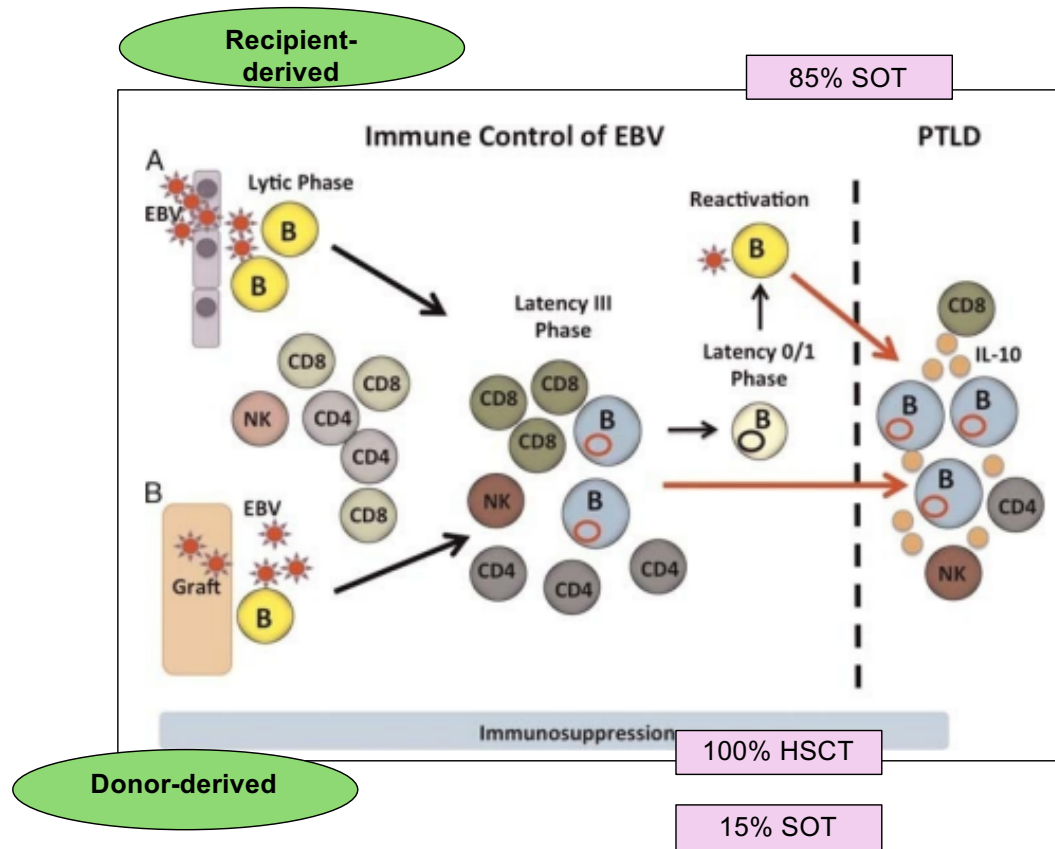 Recipient-
derived
85% SOT
Immune Control of EBV
PTLD
A
Lytic Phase
EBV
B
B
Reactivation
B
Latency III
Phase
CD8
CD8
NK
CD4
CD4
CD8
CD8
CD8
CD8
B
NK
B
CD4
CD4
CD4
Latency 0/1
Phase
B
CD8
IL-10
B
B
B
CD4
NK
B
EBV
Graft
B
Immunosuppression
100% HSCT
Donor-derived
15% SOT